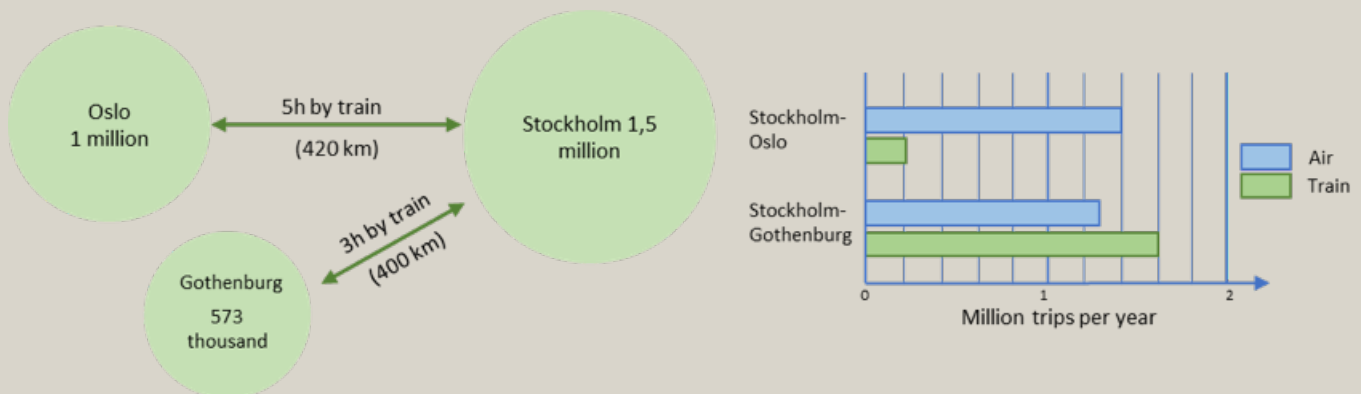 Oslo
1 million
5h by train
(420 km)
Stockholm 1,5
million
3h by train
(400 km)
Gothenburg
573
thousand
Stockholm-
Oslo
Stockholm-
Gothenburg
0
1
2
Million trips per year
Air
Train